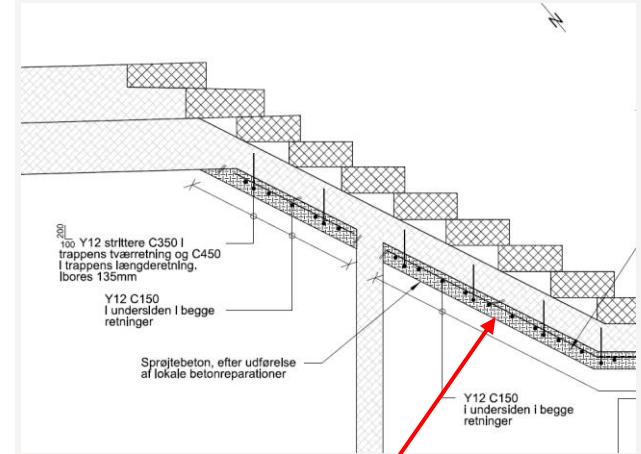 N
200
100 Y12 strittere C350 i
trappens tværretning og C450
i trappens længderetning.
Ibores 135mm
Y12 C150
i undersiden i begge
retninger
Sprøjtebeton, efter udførelse
af lokale betonreparationer
Y12 C150
i undersiden i begge
retninger